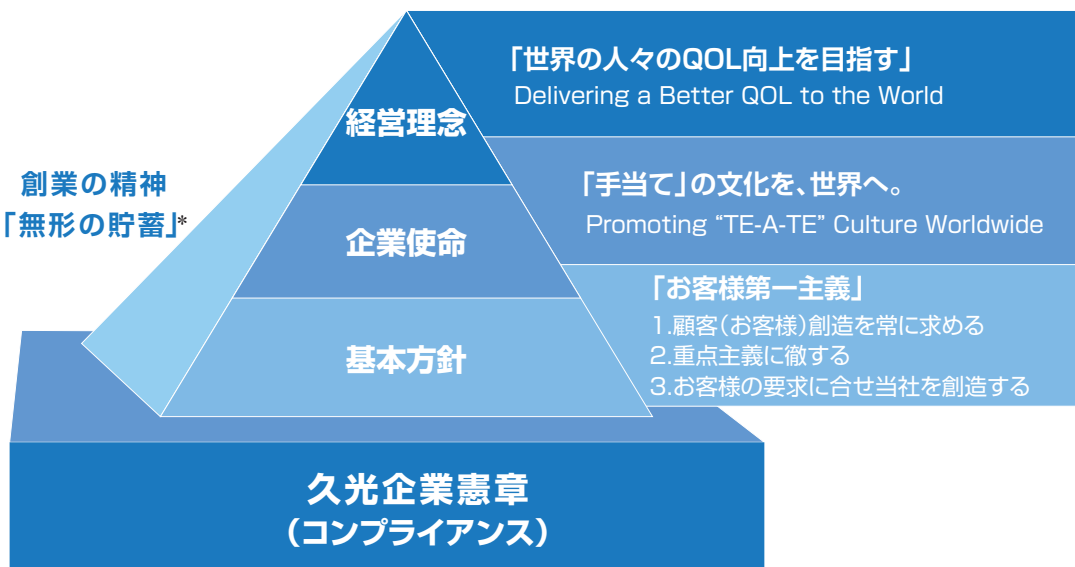 創業の精神
「無形の貯蓄」*
経営理念
「世界の人々のQOL向上を目指す」
Delivering a Better QOL to the World
企業使命
「手当て」の文化を、世界へ。
Promoting “TE-A-TE” Culture Worldwide
基本方針
「お客様第一主義」
1.顧客(お客様)創造を常に求める
2.重点主義に徹する
3.お客様の要求に合せ当社を創造する
久光企業憲章
(コンプライアンス)